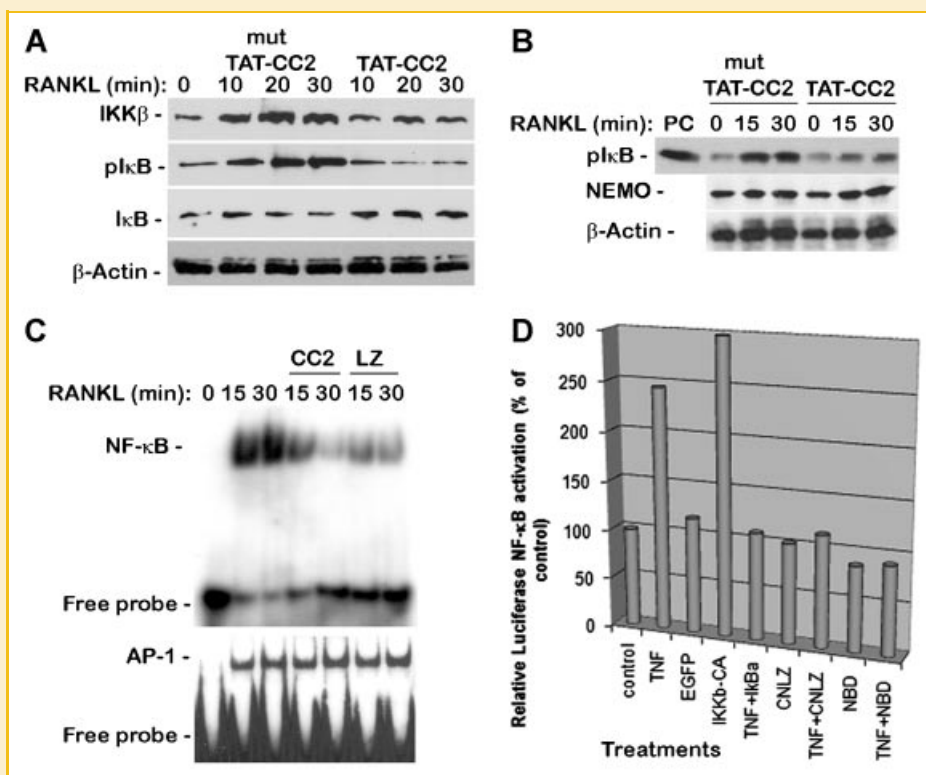 A
mut
TAT-CC2 TAT-CC2
RANKL (min): 0 10 20 30 10 20 30
IKKβ -
pIκB -
IκB -
β-Actin -
B
mut
TAT-CC2 TAT-CC2
RANKL (min): PC 0 15 30 0 15 30
pIκB -
NEMO -
β-Actin -
C
CC2 LZ
RANKL (min): 0 15 30 15 30 15 30
NF-κB -
Free probe -
AP-1
Free probe -
D
Relative Luciferase NF-κB activation (% of
control)
300
250
200
150
100
50
0
control
TNF
EGFP
IKKb-CA
TNF+IkBa
CNLZ
TNF+CNLZ
NBD
TNF+NBD
Treatments